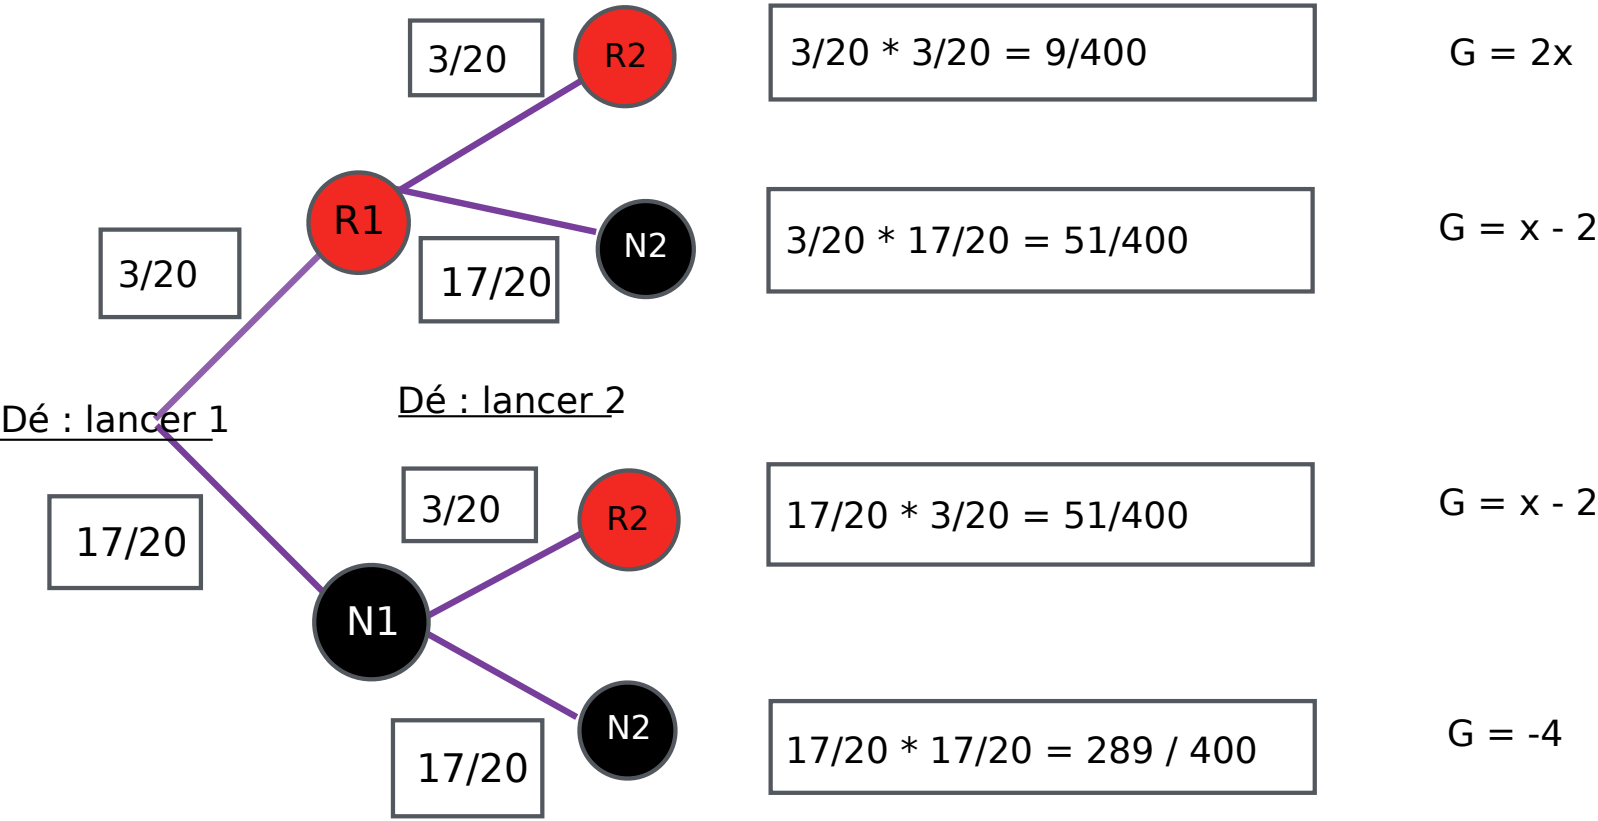 3/20
R2
3/20 * 3/20 = 9/400
G = 2x
R1
3/20
17/20
N2
3/20 * 17/20 = 51/400
G = x - 2
Dé : lancer 1
Dé : lancer 2
17/20
3/20
R2
17/20 * 3/20 = 51/400
G = x - 2
N1
17/20
N2
17/20 * 17/20 = 289 / 400
G = -4